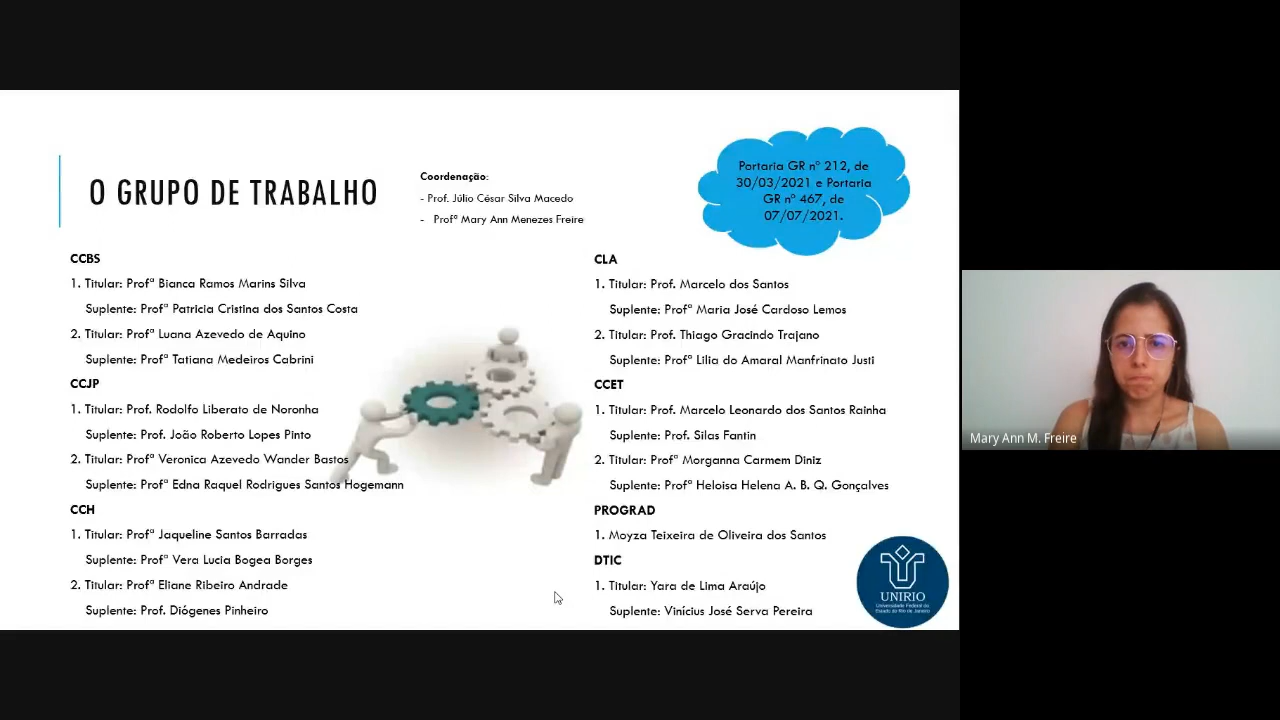 O GRUPO DE TRABALHO
Coordenação:
- Prof. Júlio César Silva Macedo
- Profª Mary Ann Menezes Freire
Portaria GR nº 212, de
30/03/2021 e Portaria
GR nº 467, de
07/07/2021.
CCBS
1. Titular: Profª Bianca Ramos Marins Silva
Suplente: Profª Patricia Cristina dos Santos Costa
2. Titular: Profª Luana Azevedo de Aquino
Suplente: Profª Tatiana Medeiros Cabrini
CCJP
1. Titular: Prof. Rodolfo Liberato de Noronha
Suplente: Prof. João Roberto Lopes Pinto
2. Titular: Profª Veronica Azevedo Wander Bastos
Suplente: Profª Edna Raquel Rodrigues Santos Hogemann
CCH
1. Titular: Profª Jaqueline Santos Barradas
Suplente: Profª Vera Lucia Bogea Borges
2. Titular: Profª Eliane Ribeiro Andrade
Suplente: Prof. Diógenes Pinheiro
CLA
1. Titular: Prof. Marcelo dos Santos
Suplente: Profª Maria José Cardoso Lemos
2. Titular: Prof. Thiago Gracindo Trajano
Suplente: Profª Lilia do Amaral Manfrinato Justi
CCET
1. Titular: Prof. Marcelo Leonardo dos Santos Rainha
Suplente: Prof. Silas Fantin
2. Titular: Profª Morganna Carmem Diniz
Suplente: Profª Heloisa Helena A. B. Q. Gonçalves
PROGRAD
1. Moyza Teixeira de Oliveira dos Santos
DTIC
1. Titular: Yara de Lima Araújo
Suplente: Vinícius José Serva Pereira
UNIRIO
Universidade Federal do
Estado do Rio de Janeiro
Mary Ann M. Freire